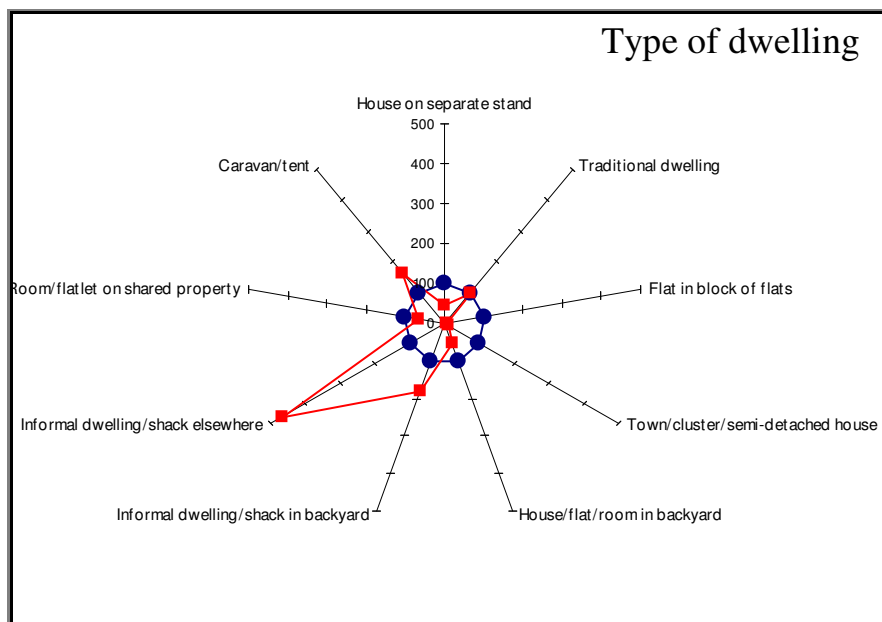 Type of dwelling
House on separate stand
500
400
300
200
100
0
Caravan/tent
Traditional dwelling
Room/flatlet on shared property
Flat in block of flats
Informal dwelling/shack elsewhere
Town/cluster/semi-detached house
Informal dwelling/shack in backyard
House/flat/room in backyard